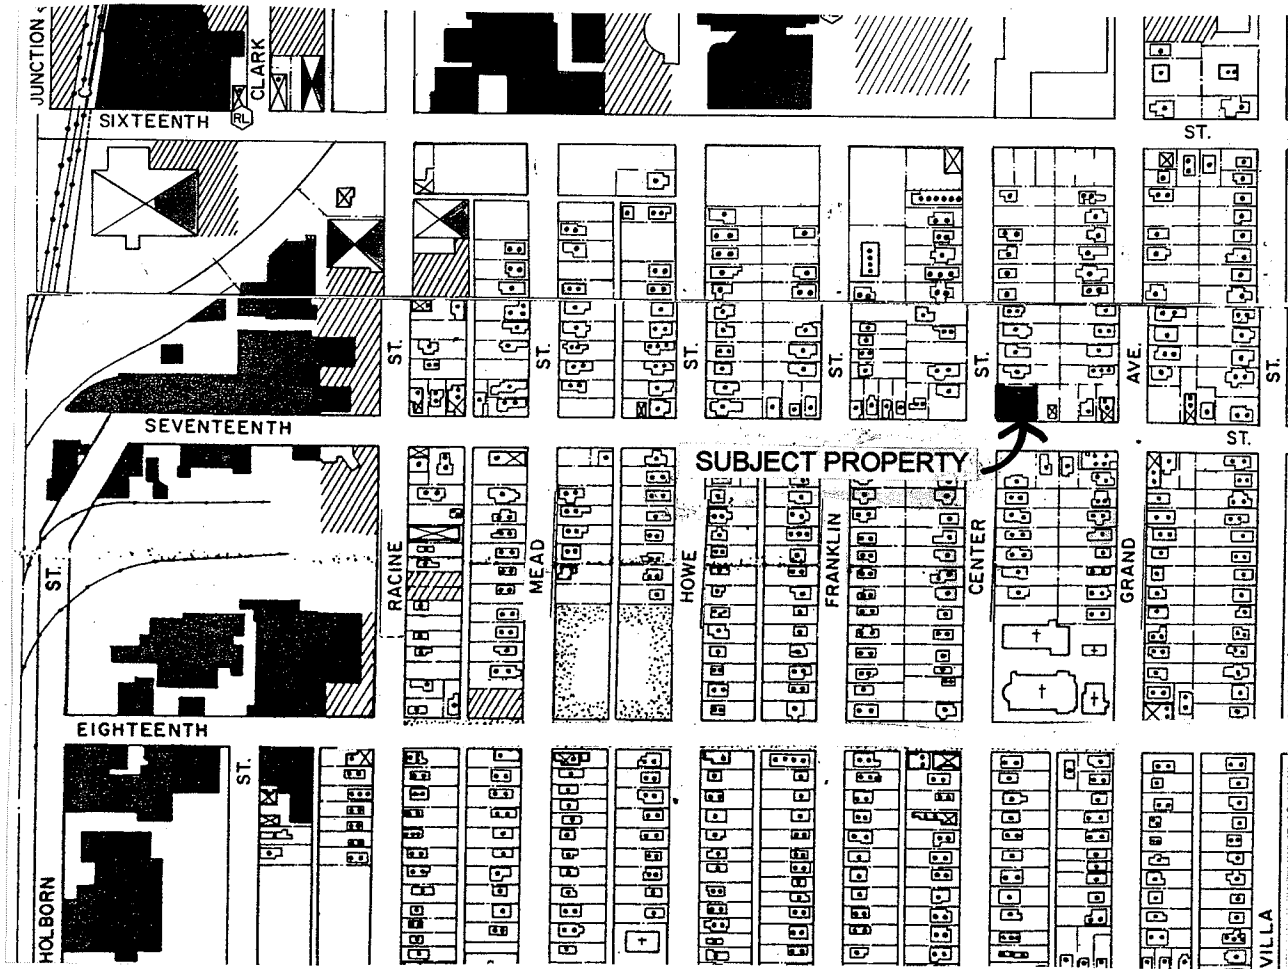 JUNCTION
CLARK
SIXTEENTH
RL
ST.
ST.
ST.
ST.
ST.
ST.
AVE.
ST.
SEVENTEENTH
ST.
SUBJECT PROPERTY
ST.
RACINE
MEAD
HOWE
FRANKLIN
CENTER
GRAND
EIGHTEENTH
ST.
HOLBORN
VILLA